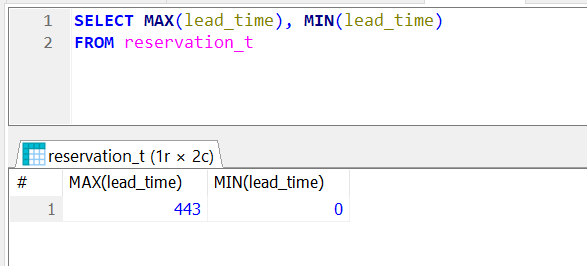 1 SELECT MAX(lead_time), MIN(lead_time)
2 FROM reservation_t
reservation_t (1r × 2c)
# MAX(lead_time) MIN(lead_time)
1 443 0